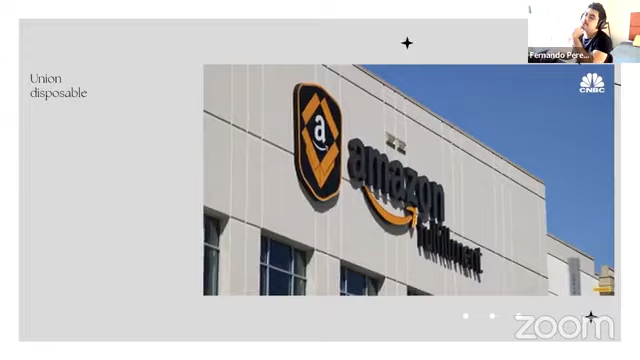 Fernando Pere...
Union
disposable
CNBC
a
amazon
fulfillment
zoom